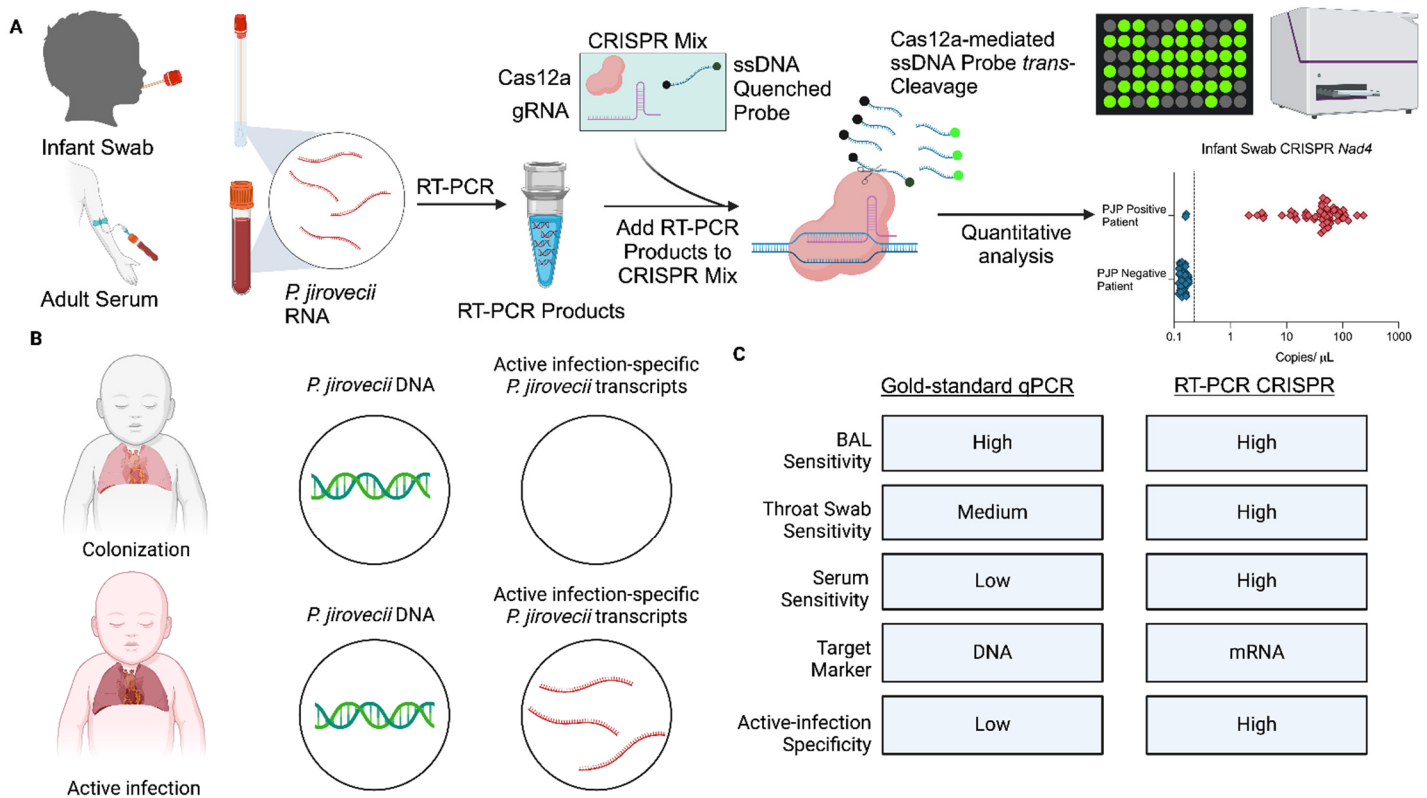 A
Infant Swab
Adult Serum
P. jirovecii
RNA
RT-PCR
RT-PCR Products
CRISPR Mix
Cas12a
gRNA
ssDNA
Quenched
Probe
Add RT-PCR
Products to
CRISPR Mix
Cas12a-mediated
ssDNA Probe trans-
Cleavage
Quantitative
analysis
Infant Swab CRISPR Nad4
PJP Positive
Patient
PJP Negative
Patient
0.1 1 10 100 1000
Copies/ μL
B
Colonization
P. jirovecii DNA
Active infection-specific
P. jirovecii transcripts
Active infection
P. jirovecii DNA
Active infection-specific
P. jirovecii transcripts
C
Gold-standard qPCR RT-PCR CRISPR
BAL
Sensitivity
High High
Throat Swab
Sensitivity
Medium High
Serum
Sensitivity
Low High
Target
Marker
DNA mRNA
Active-infection
Specificity
Low High